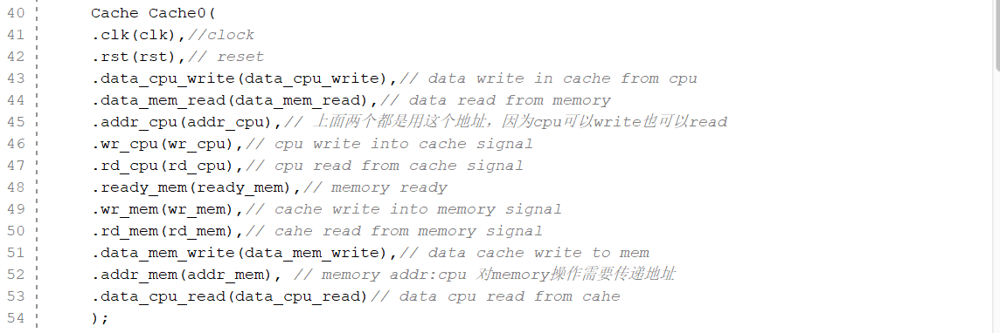 40 Cache Cache0(
41 .clk(clk),//clock
42 .rst(rst),// reset
43 .data_cpu_write(data_cpu_write),// data write in cache from cpu
44 .data_mem_read(data_mem_read),// data read from memory
45 .addr_cpu(addr_cpu),// 上面两个都是用这个地址，因为cpu可以write也可以read
46 .wr_cpu(wr_cpu),// cpu write into cache signal
47 .rd_cpu(rd_cpu),// cpu read from cache signal
48 .ready_mem(ready_mem),// memory ready
49 .wr_mem(wr_mem),// cache write into memory signal
50 .rd_mem(rd_mem),// cahe read from memory signal
51 .data_mem_write(data_mem_write),// data cache write to mem
52 .addr_mem(addr_mem), // memory addr:cpu 对memory操作需要传递地址
53 .data_cpu_read(data_cpu_read)// data cpu read from cahe
54 );